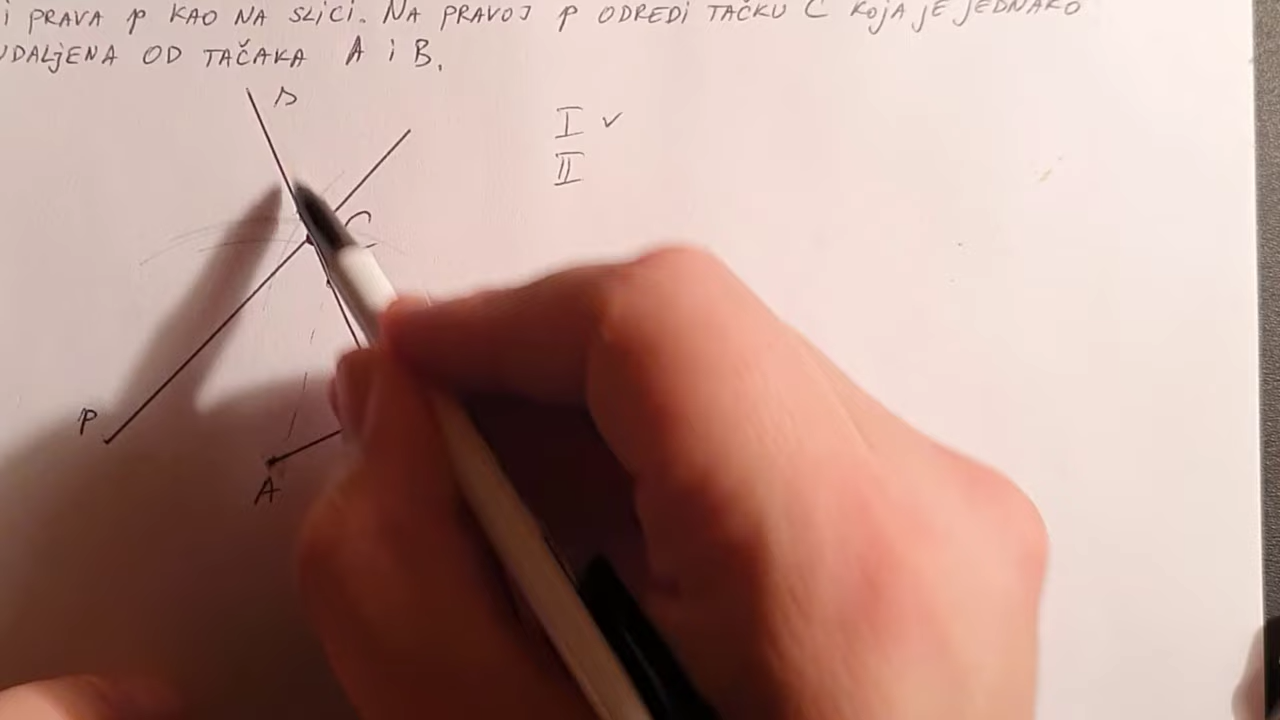 i PRAVA p KAO NA SLICI. NA PRAVOJ p ODREDI TAČKU C KOJA JE JEDNAKO
UDALJENA OD TAČAKA A i B.
s
I ✓
II
C
P
A